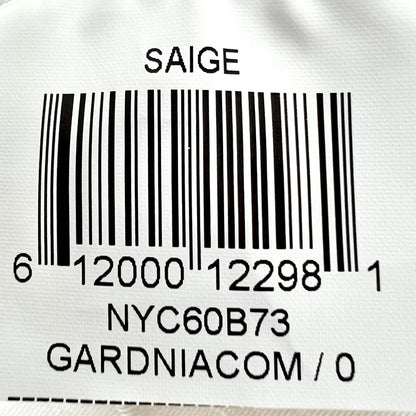 SAIGE
6 12000 12298 1
NYC60B73
GARDNIACOM / 0